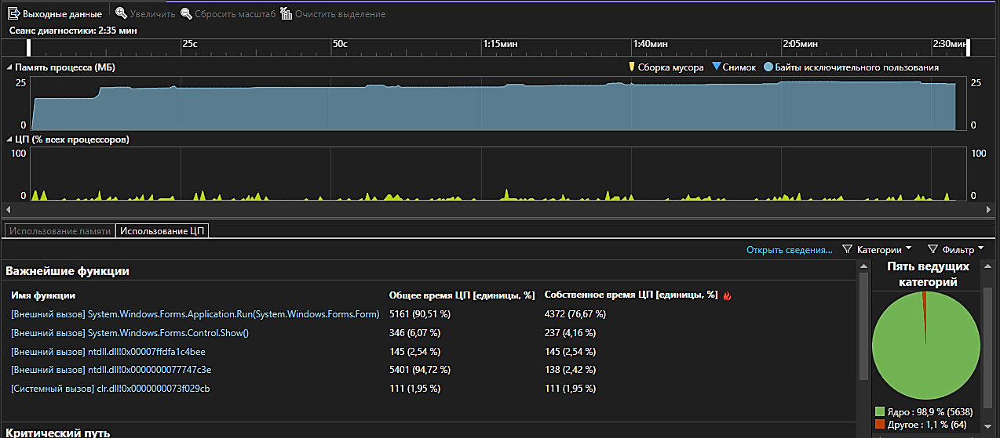 Выходные данные Увеличить Сбросить масштаб Очистить выделение
Сеанс диагностики: 2:35 мин
25с 50с 1:15мин 1:40мин 2:05мин 2:30мин
Память процесса (МБ) Сборка мусора Снимок Байты исключительного пользования
25 25
0 0
ЦП (% всех процессоров)
100 100
0 0
Использование памяти Использование ЦП
Открыть сведения... Категории Фильтр
Важнейшие функции
Имя функции Общее время ЦП [единицы, %] Собственное время ЦП [единицы, %]
[Внешний вызов] System.Windows.Forms.Application.Run(System.Windows.Forms.Form) 5161 (90,51 %) 4372 (76,67 %)
[Внешний вызов] System.Windows.Forms.Control.Show() 346 (6,07 %) 237 (4,16 %)
[Внешний вызов] ntdll.dll!0x00007ffdfa1c4bee 145 (2,54 %) 145 (2,54 %)
[Внешний вызов] ntdll.dll!0x0000000077747c3e 5401 (94,72 %) 138 (2,42 %)
[Системный вызов] clr.dll!0x0000000073f029cb 111 (1,95 %) 111 (1,95 %)
Критический путь
Пять ведущих
категорий
Ядро : 98,9 % (5638)
Другое : 1,1 % (64)